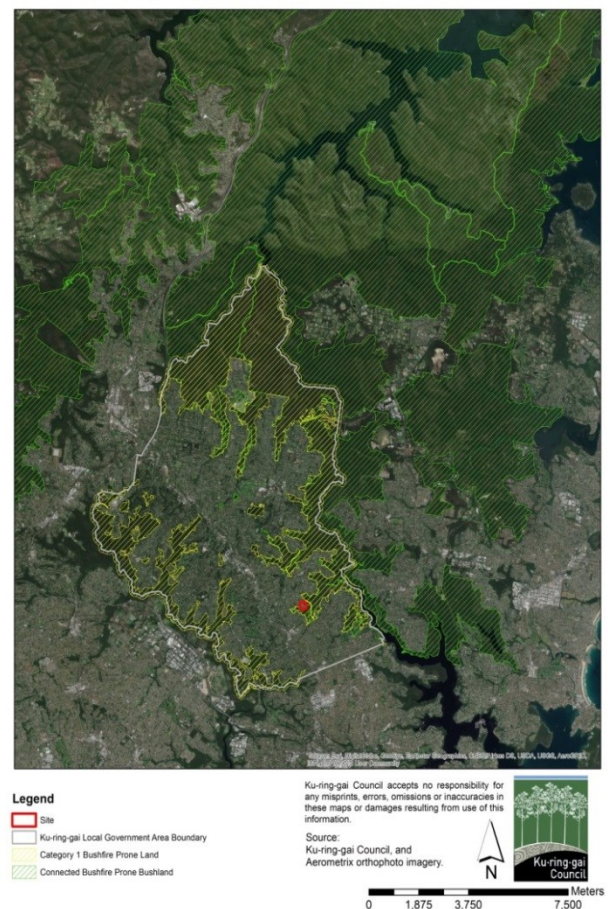 Legend
Site
Ku-ring-gai Local Government Area Boundary
Category 1 Bushfire Prone Land
Connected Bushfire Prone Bushland
Ku-ring-gai Council accepts no responsibility for
any misprints, errors, omissions or inaccuracies in
these maps or damages resulting from use of this
information.
Source:
Ku-ring-gai Council, and
Aerometrix orthophoto imagery.
N
Ku-ring-gai
Council
Meters
0 1.875 3.750 7.500